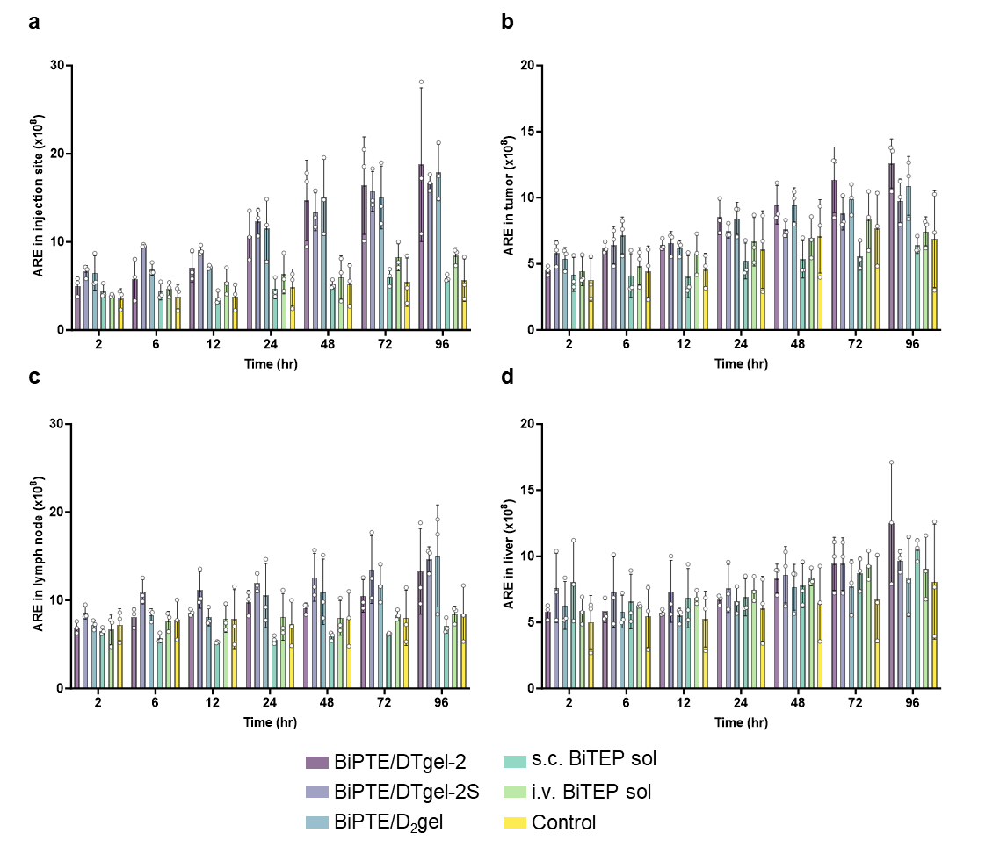 a
ARE in injection site (x10⁸)
30
20
10
0
2 6 12 24 48 72 96
Time (hr)
b
ARE in tumor (x10⁸)
20
15
10
5
0
2 6 12 24 48 72 96
Time (hr)
c
ARE in lymph node (x10⁸)
30
20
10
0
2 6 12 24 48 72 96
Time (hr)
d
ARE in liver (x10⁸)
20
15
10
5
0
2 6 12 24 48 72 96
Time (hr)
BiPTE/DTgel-2
BiPTE/DTgel-2S
BiPTE/D₂gel
s.c. BiTEP sol
i.v. BiTEP sol
Control